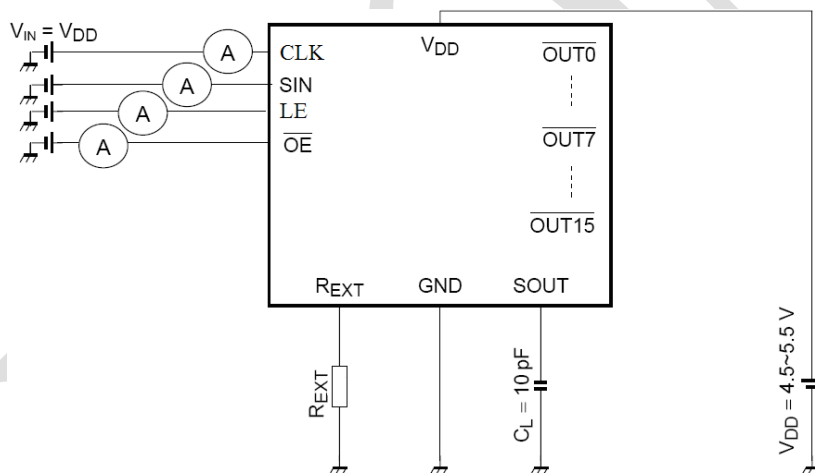 V_IN = V_DD
A
CLK
A
SIN
A
LE
A
OE
V_DD
OUT0
OUT7
OUT15
R_EXT
GND
SOUT
R_EXT
C_L = 10 pF
V_DD = 4.5~5.5 V